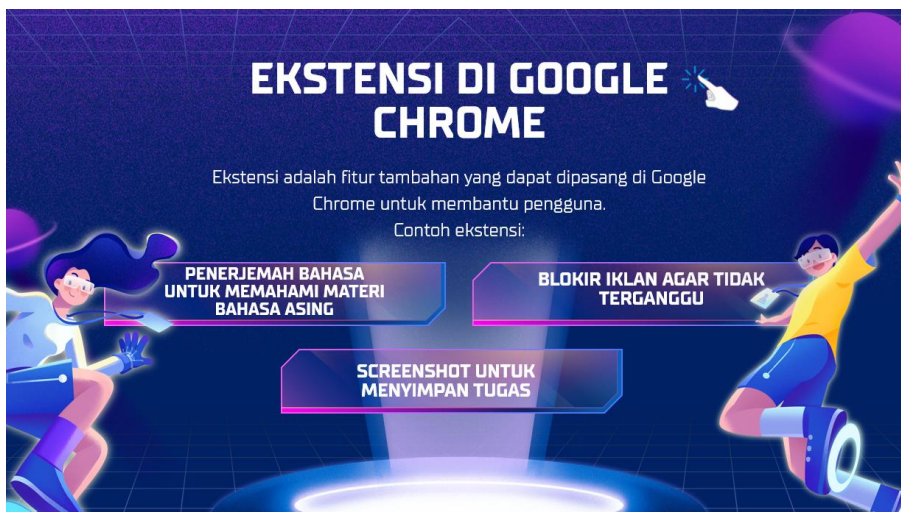 EKSTENSI DI GOOGLE
CHROME
Ekstensi adalah fitur tambahan yang dapat dipasang di Google
Chrome untuk membantu pengguna.
Contoh ekstensi:
PENERJEMAH BAHASA
UNTUK MEMAHAMI MATERI
BAHASA ASING
BLOKIR IKLAN AGAR TIDAK
TERGANGGU
SCREENSHOT UNTUK
MENYIMPAN TUGAS